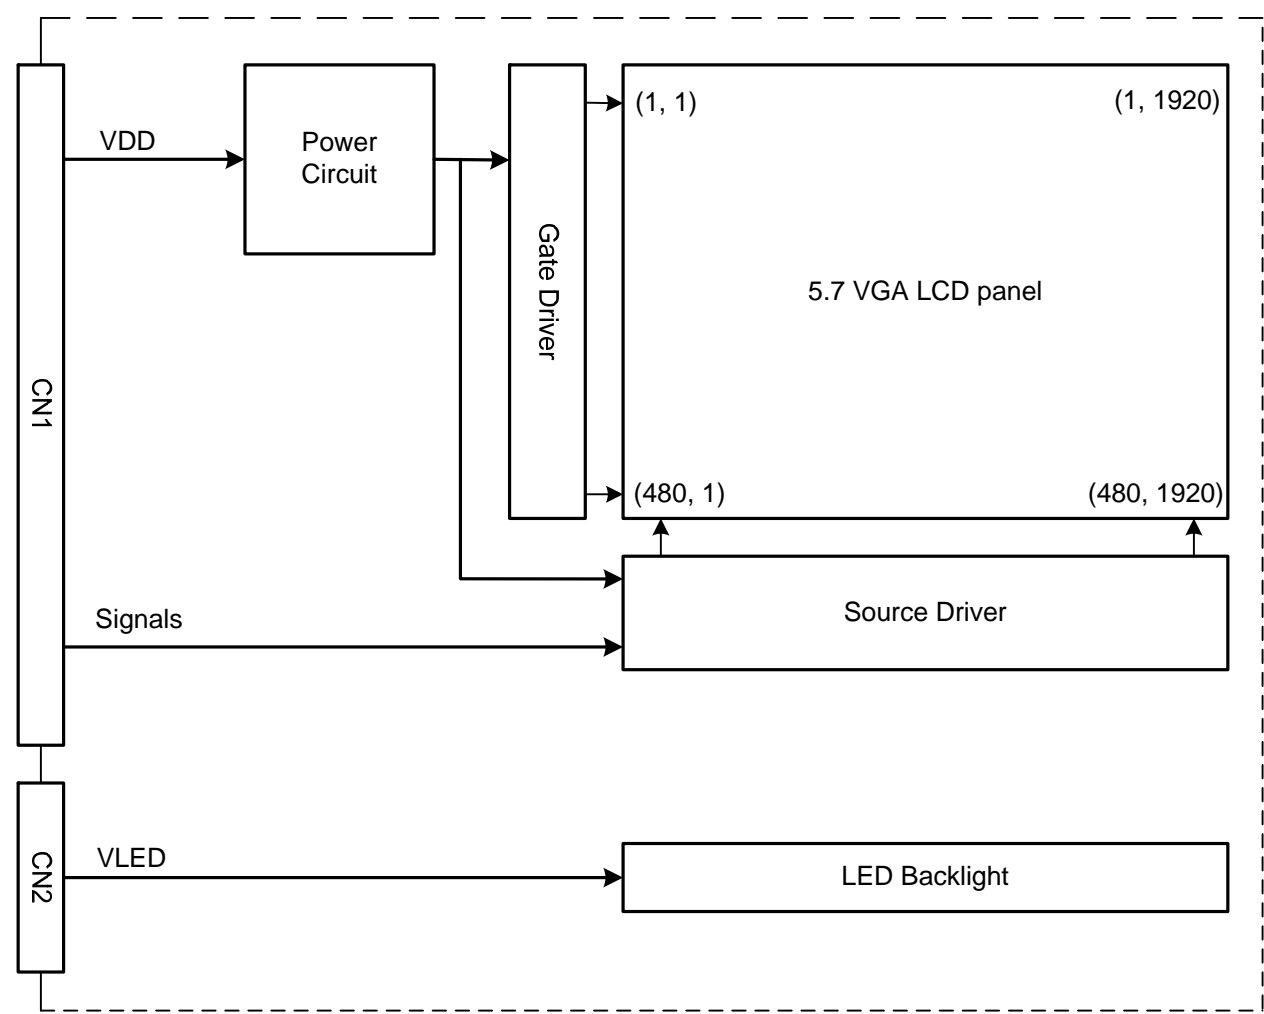 (1, 1)
(1, 1920)
VDD
Power
Circuit
Gate Driver
5.7 VGA LCD panel
CN1
(480, 1)
(480, 1920)
Signals
Source Driver
CN2
VLED
LED Backlight